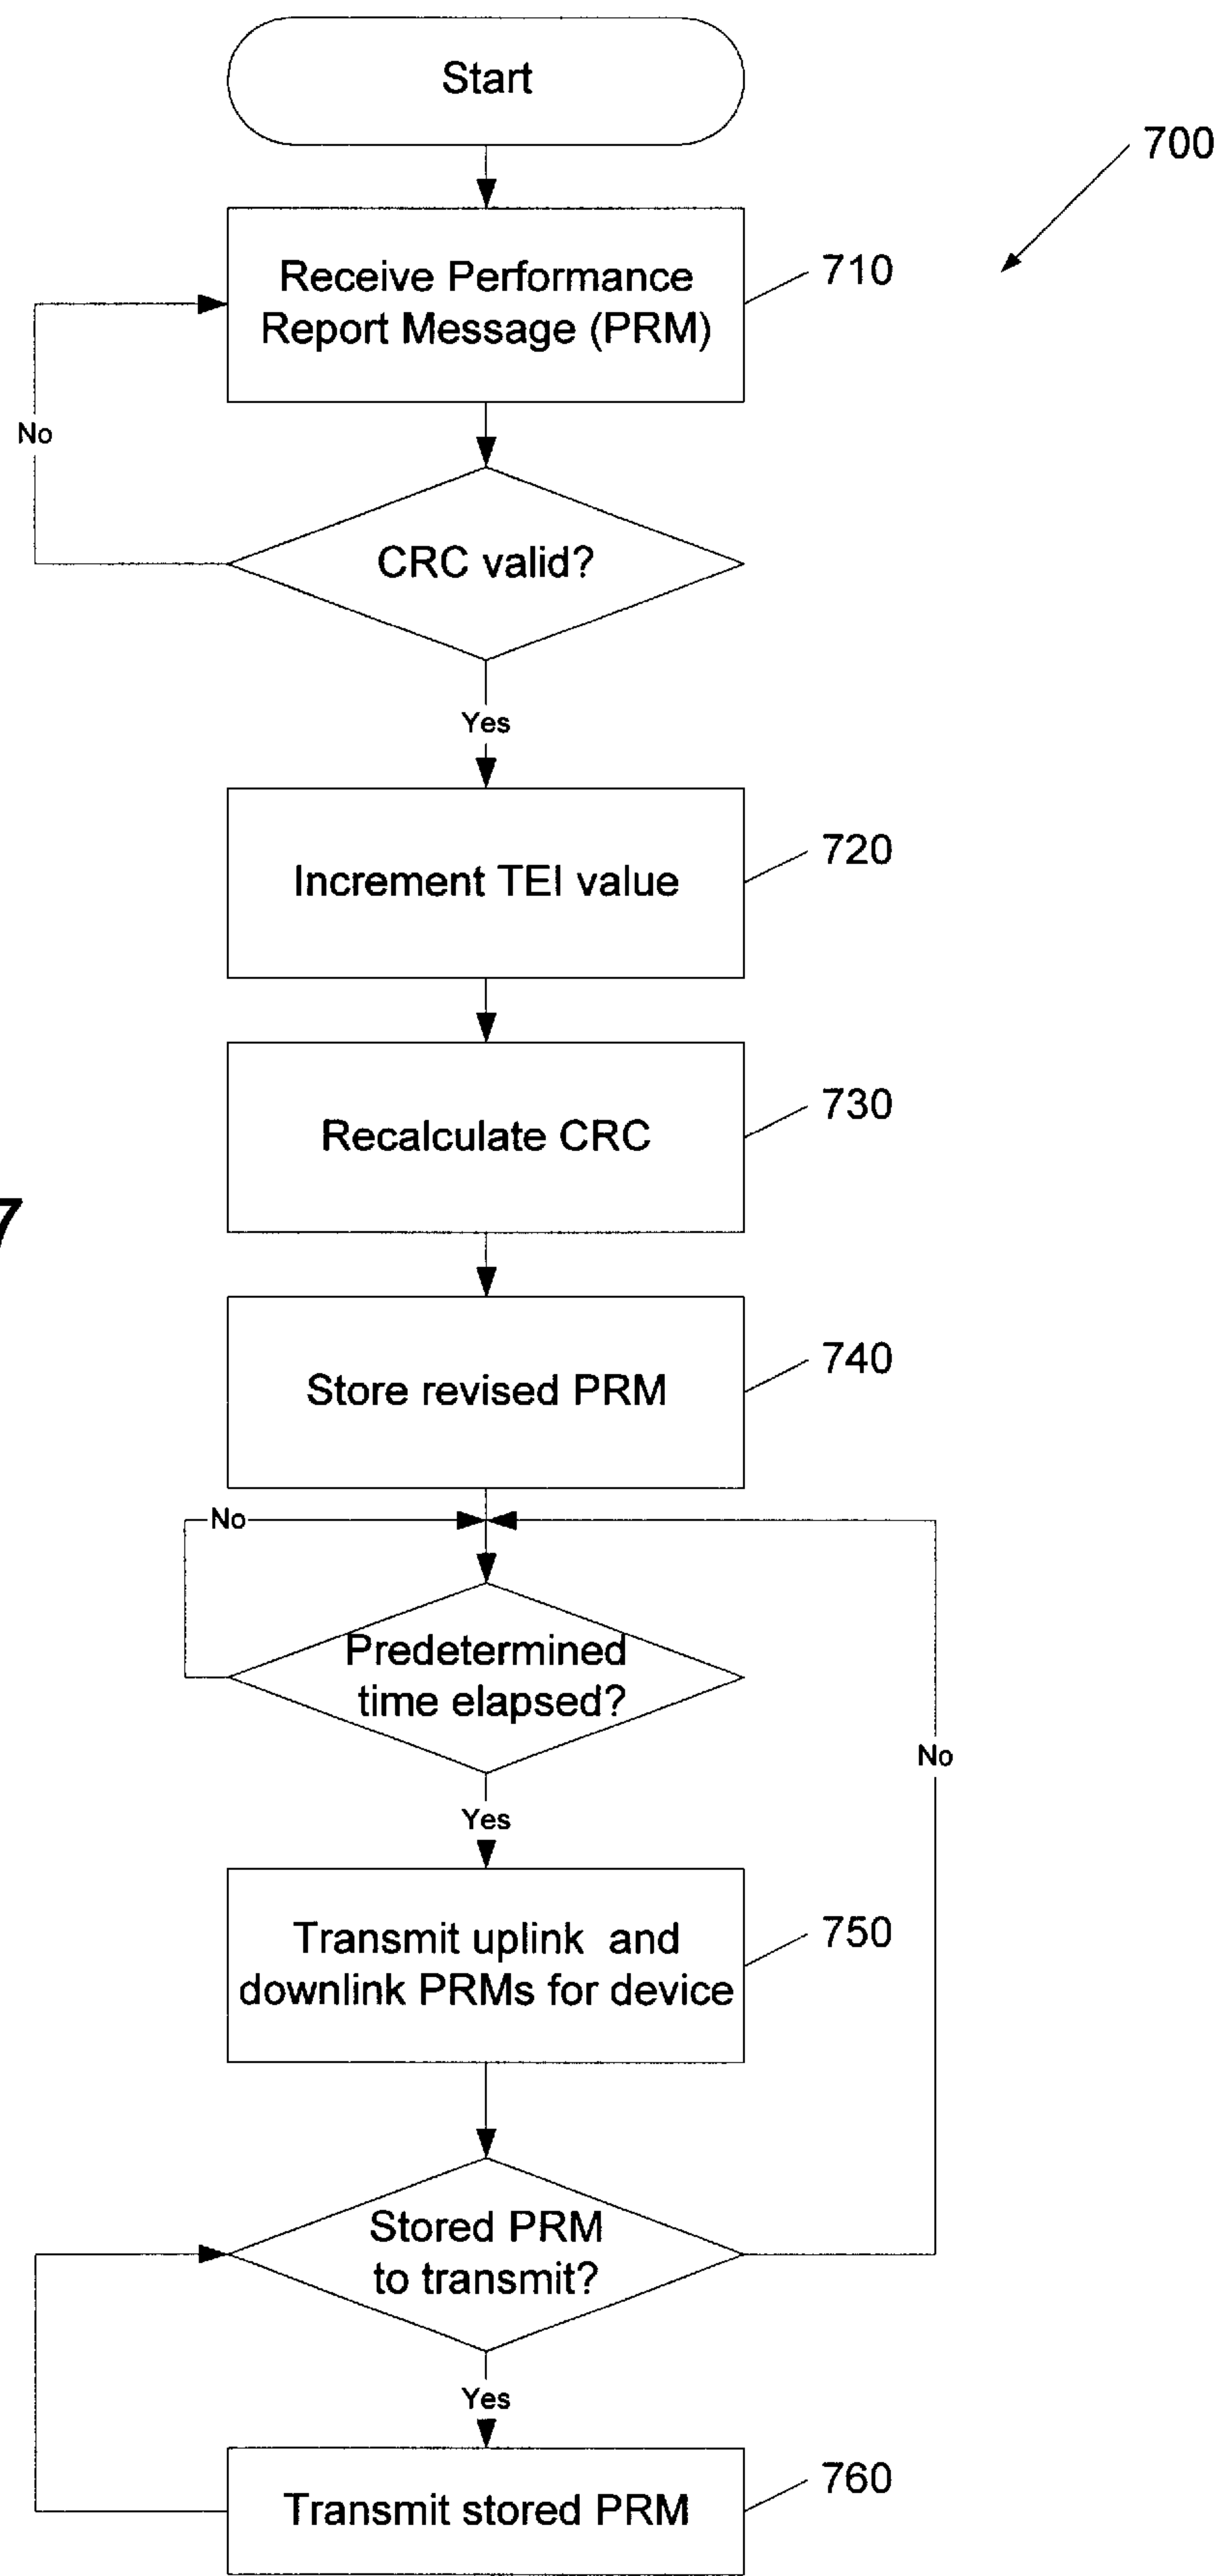 Start
700
Receive Performance
Report Message (PRM)
710
No
CRC valid?
Yes
Increment TEI value
720
Recalculate CRC
730
7
Store revised PRM
740
No
Predetermined
time elapsed?
No
Yes
Transmit uplink and
downlink PRMs for device
750
Stored PRM
to transmit?
Yes
Transmit stored PRM
760